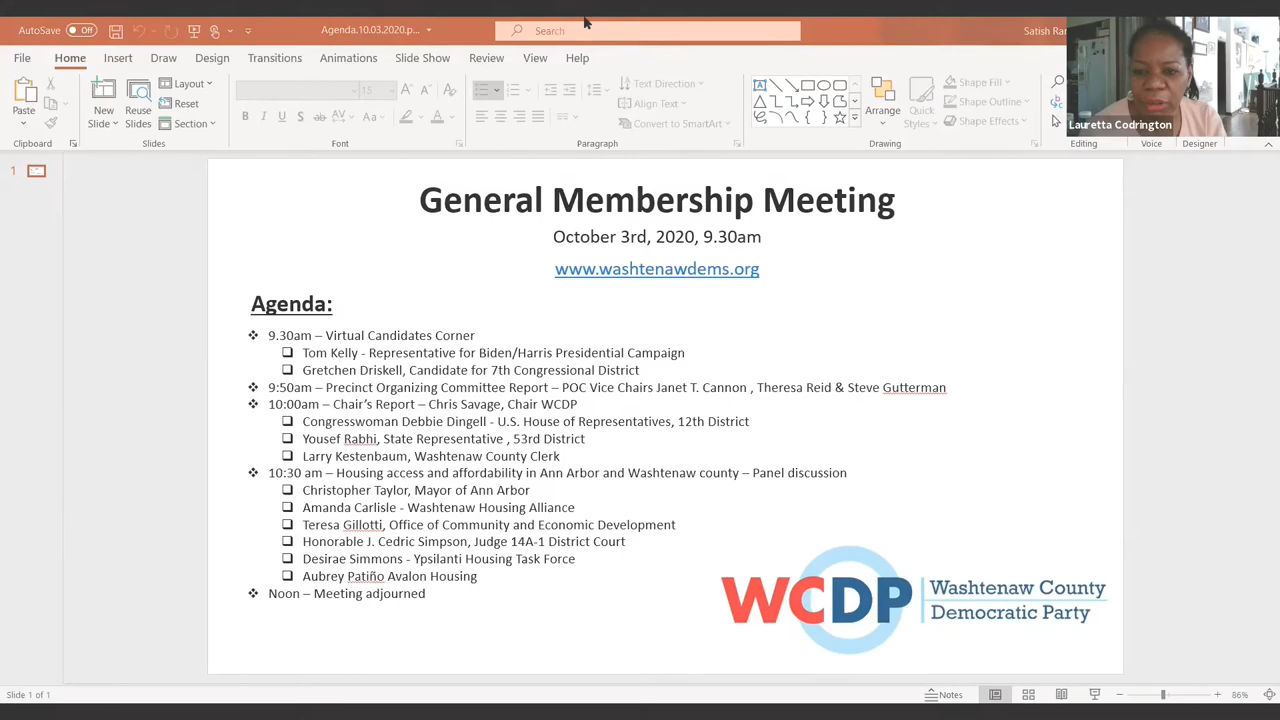 AutoSave
Off
Agenda.10.03.2020.p...
Search
Satish Ram
File
Home
Insert
Draw
Design
Transitions
Animations
Slide Show
Review
View
Help
Paste
New
Slide
Reuse
Slides
Layout
Reset
Section
Text Direction
Align Text
Convert to SmartArt
Arrange
Quick
Styles
Shape Fill
Shape Outline
Shape Effects
Lauretta Codrington
Clipboard
Slides
Font
Paragraph
Drawing
Editing
Voice
Designer
1
General Membership Meeting
October 3rd, 2020, 9.30am
www.washtenawdems.org
Agenda:
9.30am – Virtual Candidates Corner
Tom Kelly - Representative for Biden/Harris Presidential Campaign
Gretchen Driskell, Candidate for 7th Congressional District
9:50am – Precinct Organizing Committee Report – POC Vice Chairs Janet T. Cannon , Theresa Reid & Steve Gutterman
10:00am – Chair's Report – Chris Savage, Chair WCDP
Congresswoman Debbie Dingell - U.S. House of Representatives, 12th District
Yousef Rabhi, State Representative , 53rd District
Larry Kestenbaum, Washtenaw County Clerk
10:30 am – Housing access and affordability in Ann Arbor and Washtenaw county – Panel discussion
Christopher Taylor, Mayor of Ann Arbor
Amanda Carlisle - Washtenaw Housing Alliance
Teresa Gillotti, Office of Community and Economic Development
Honorable J. Cedric Simpson, Judge 14A-1 District Court
Desirae Simmons - Ypsilanti Housing Task Force
Aubrey Patiño Avalon Housing
Noon – Meeting adjourned
WCDP
Washtenaw County
Democratic Party
Slide 1 of 1
Notes
86%